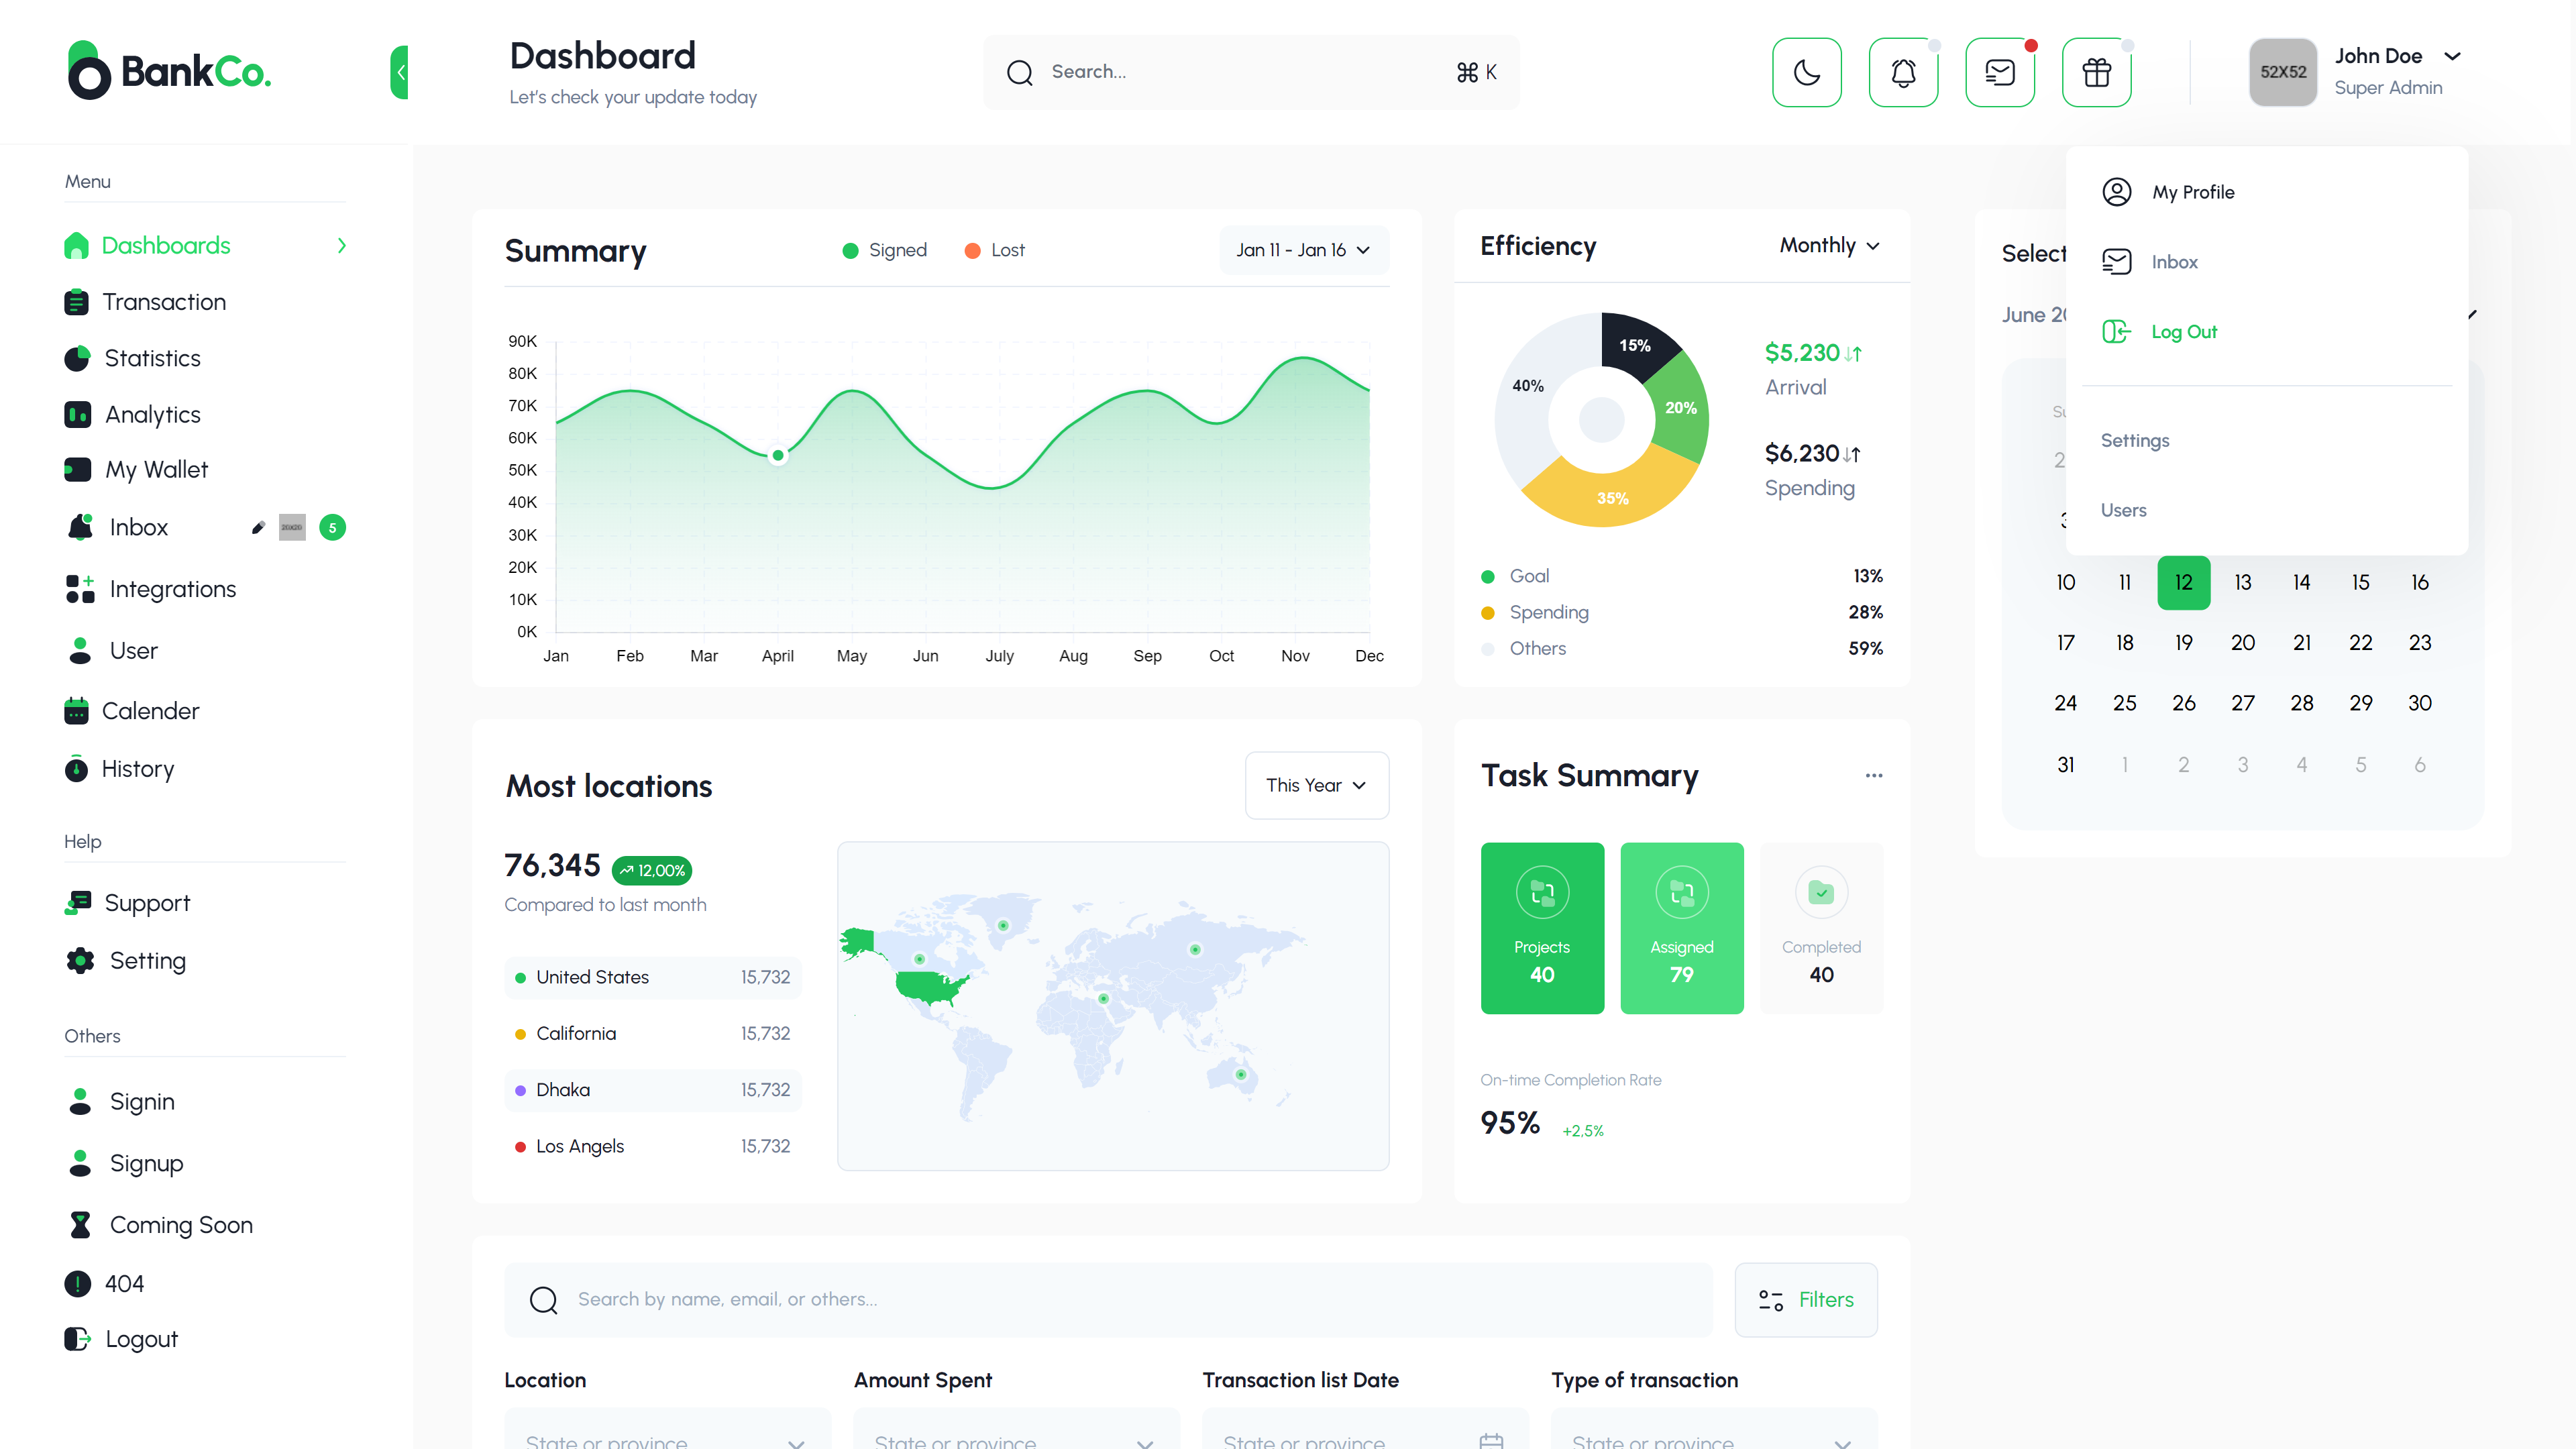 BankCo.
Dashboard
Let's check your update today
Search...
⌘ K
52X52
John Doe
Super Admin
Menu
Dashboards
Transaction
Statistics
Analytics
My Wallet
Inbox
20X20
5
Integrations
User
Calender
History
Help
Support
Setting
Others
Signin
Signup
Coming Soon
404
Logout
Summary
Signed
Lost
Jan 11 - Jan 16
90K
80K
70K
60K
50K
40K
30K
20K
10K
0K
Jan Feb Mar April May Jun July Aug Sep Oct Nov Dec
Efficiency
Monthly
15%
20%
35%
40%
$5,230
Arrival
$6,230
Spending
Goal 13%
Spending 28%
Others 59%
Most locations
This Year
76,345
12,00%
Compared to last month
United States 15,732
California 15,732
Dhaka 15,732
Los Angels 15,732
Task Summary
...
Projects
40
Assigned
79
Completed
40
On-time Completion Rate
95%
+2,5%
Search by name, email, or others...
Filters
Location
Amount Spent
Transaction list Date
Type of transaction
State or province
State or province
State or province
State or province
My Profile
Inbox
Log Out
Settings
Users
Select
June 20
10 11 12 13 14 15 16
17 18 19 20 21 22 23
24 25 26 27 28 29 30
31 1 2 3 4 5 6